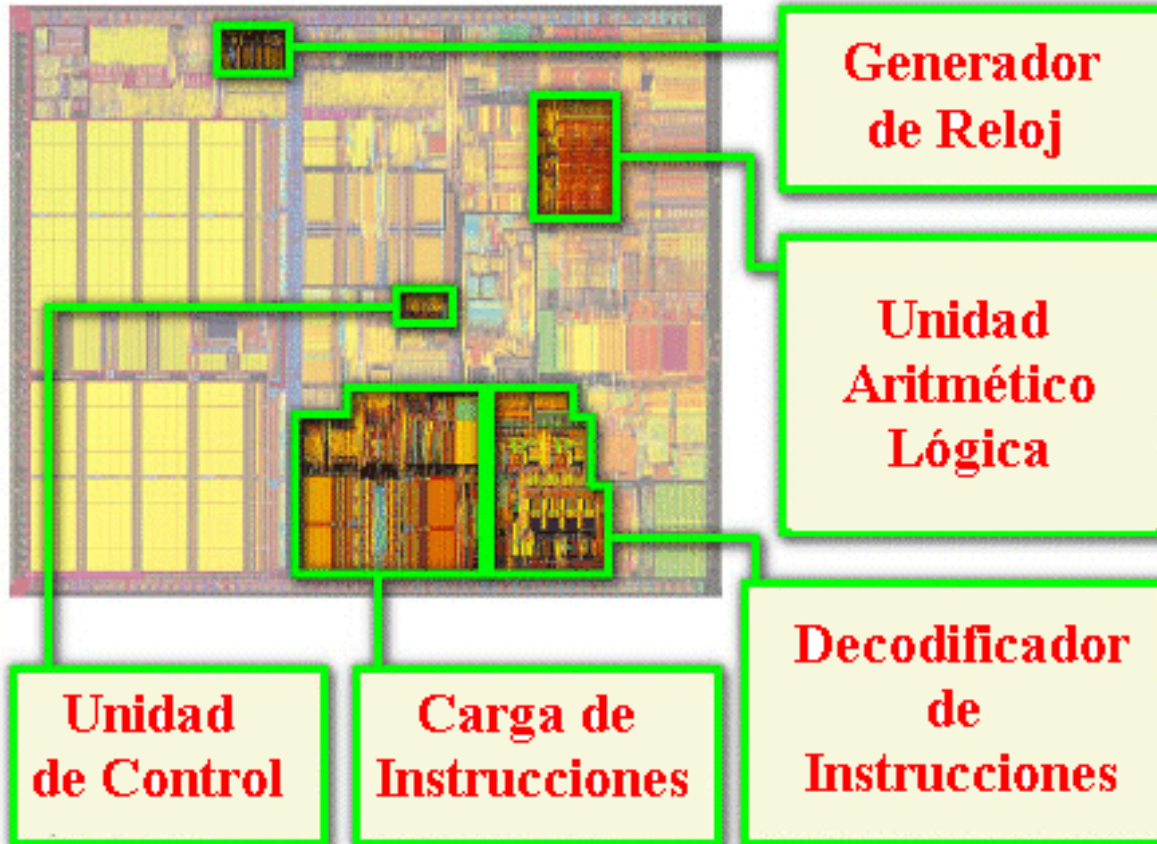 Generador
de Reloj
Unidad
Aritmético
Lógica
Decodificador
de
Instrucciones
Carga de
Instrucciones
Unidad
de Control